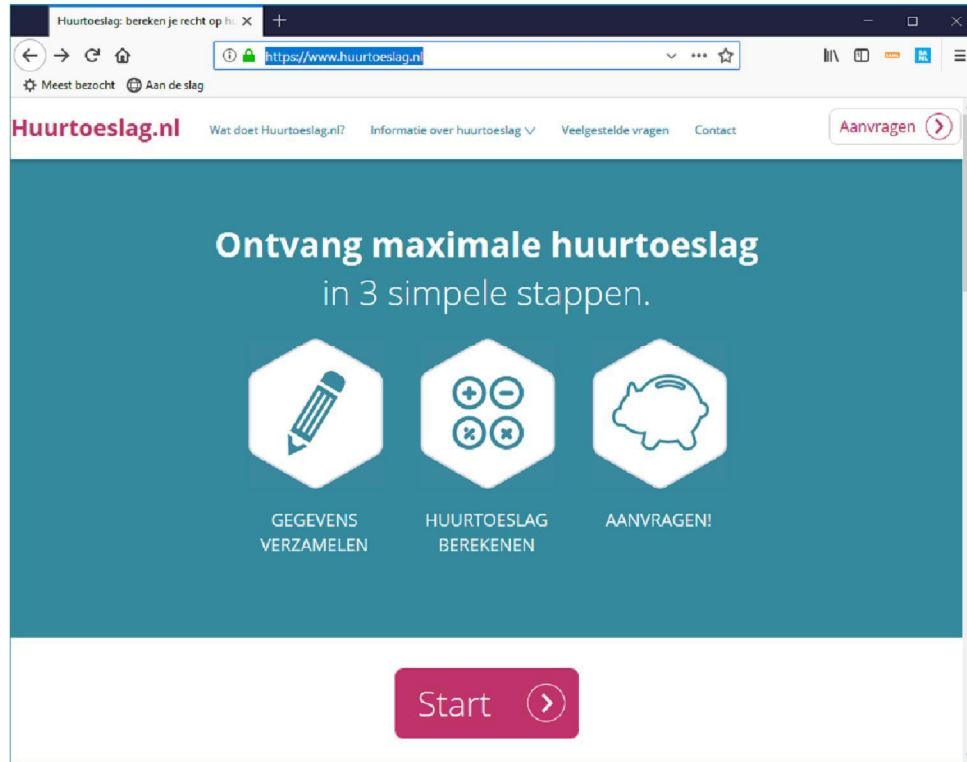 Huurtoeslag: bereken je recht op hu
https://www.huurtoeslag.nl
Meest bezocht Aan de slag
Huurtoeslag.nl Wat doet Huurtoeslag.nl? Informatie over huurtoeslag Veelgestelde vragen Contact Aanvragen
Ontvang maximale huurtoeslag
in 3 simpele stappen.
GEGEVENS
VERZAMELEN
HUURTOESLAG
BEREKENEN
AANVRAGEN!
Start